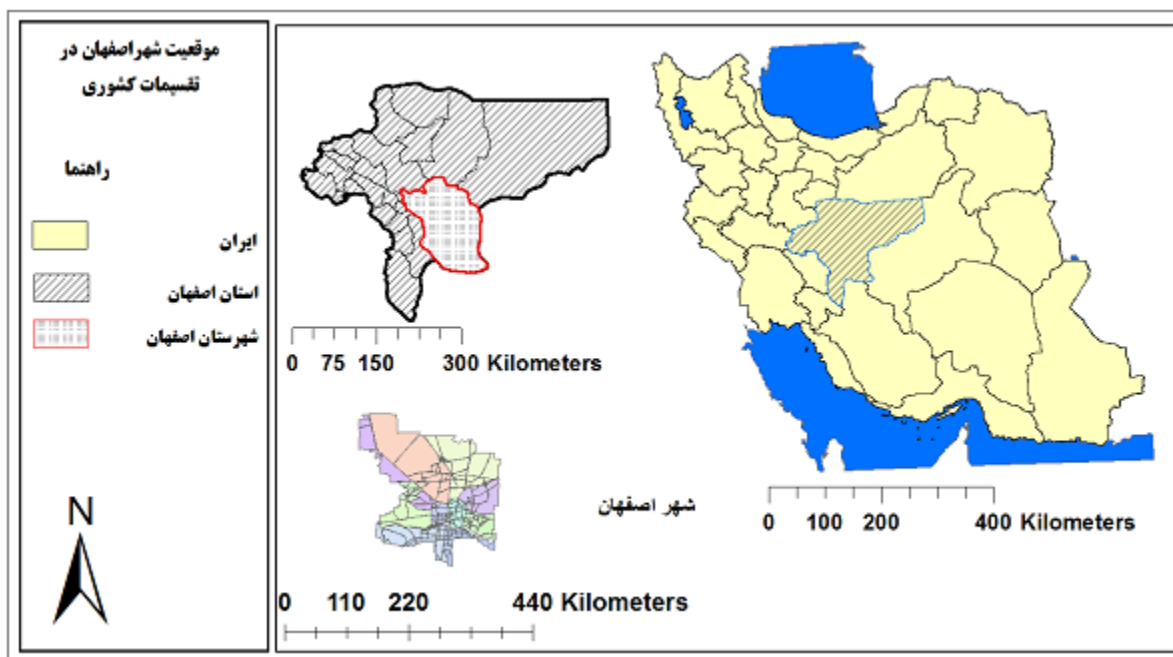 موقعیت شهراصفهان در
تقسیمات کشوری
راهنما
ایران
استان اصفهان
شهرستان اصفهان
N
0 75 150 300 Kilometers
شهر اصفهان
0 100 200 400 Kilometers
0 110 220 440 Kilometers